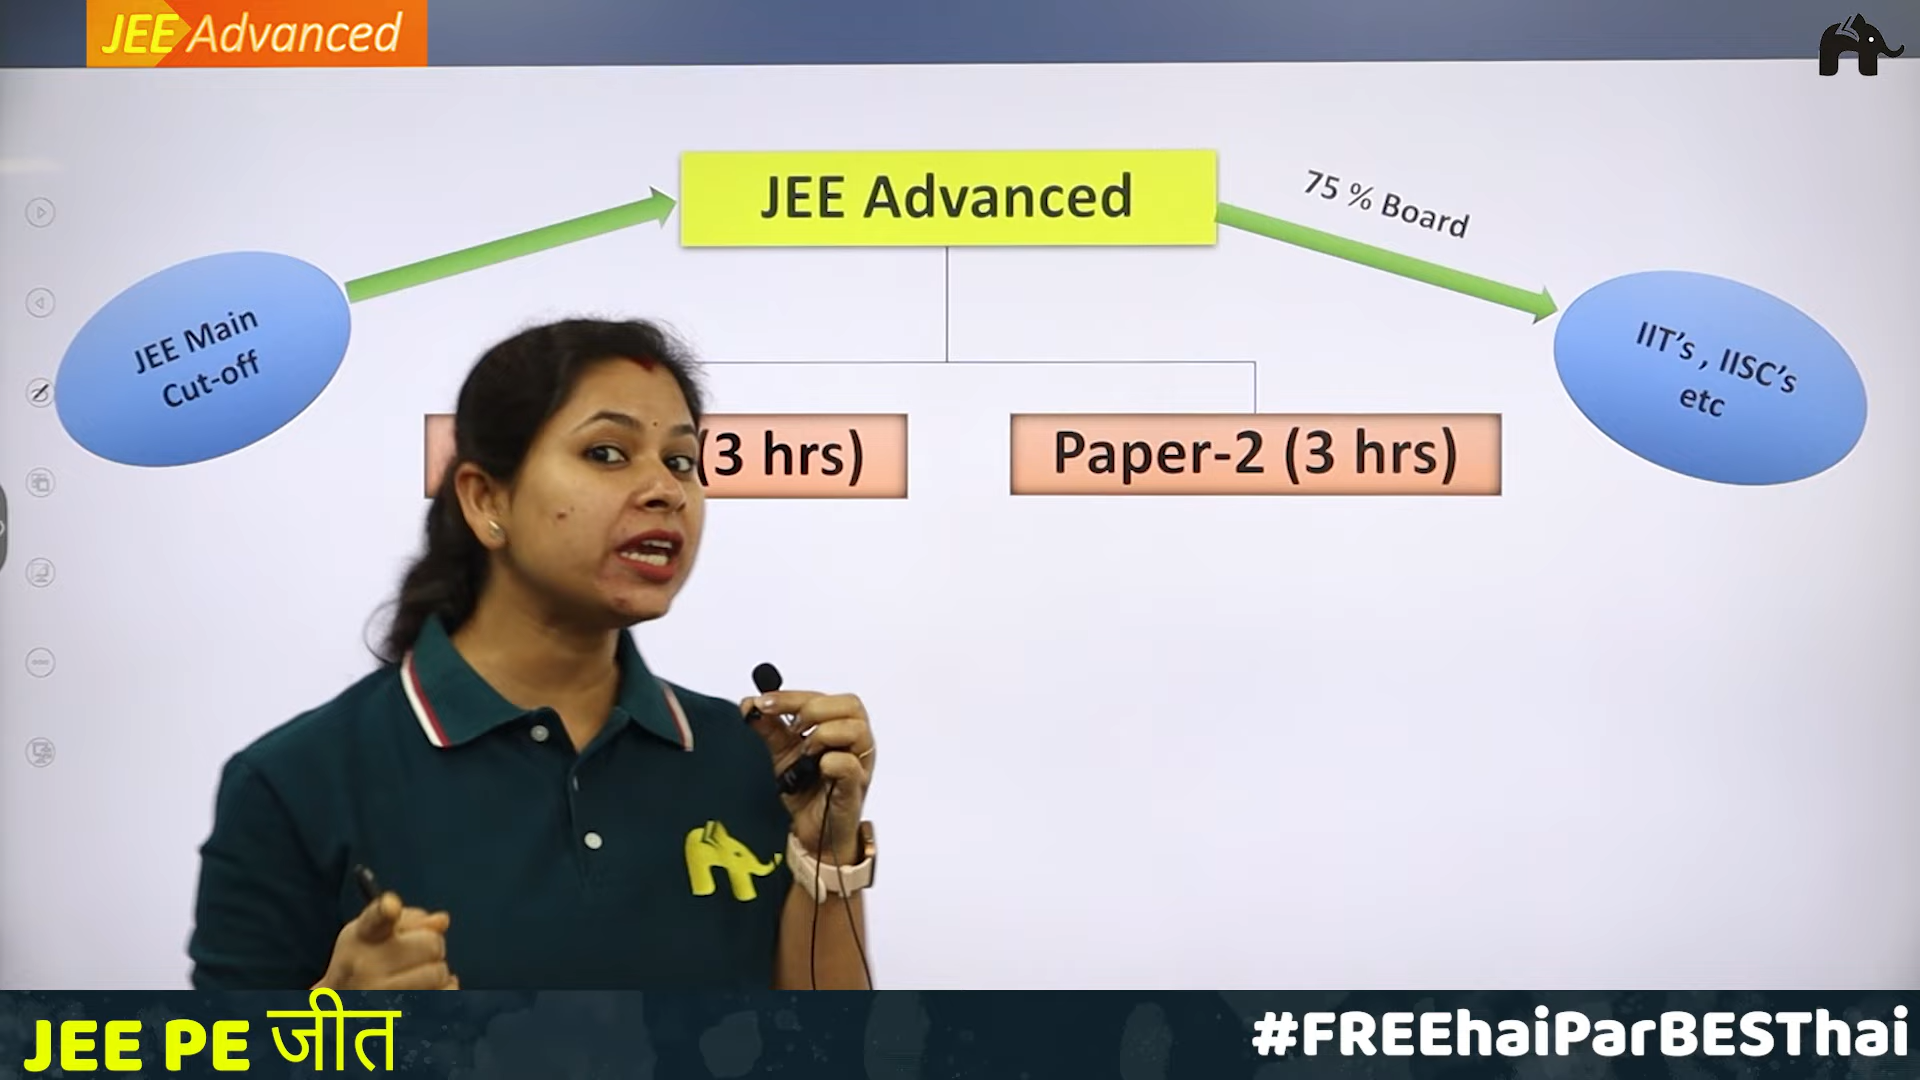 JEE Advanced
JEE Advanced
75 % Board
JEE Main
Cut-off
IIT's , IISC's
etc
(3 hrs)
Paper-2 (3 hrs)
JEE PE जीत
#FREEhaiParBESThai